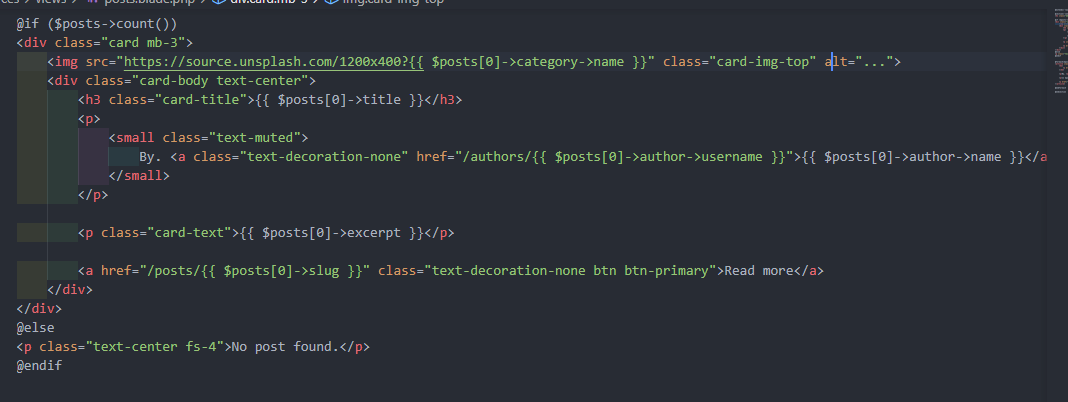 ces > views > posts.blade.php > div.card.mb-3 > img.card-img-top
@if ($posts->count())
<div class="card mb-3">
    <img src="https://source.unsplash.com/1200x400?{{ $posts[0]->category->name }}" class="card-img-top" alt="...">
    <div class="card-body text-center">
        <h3 class="card-title">{{ $posts[0]->title }}</h3>
        <p>
            <small class="text-muted">
                By. <a class="text-decoration-none" href="/authors/{{ $posts[0]->author->username }}">{{ $posts[0]->author->name }}</a
            </small>
        </p>

        <p class="card-text">{{ $posts[0]->excerpt }}</p>

        <a href="/posts/{{ $posts[0]->slug }}" class="text-decoration-none btn btn-primary">Read more</a>
    </div>
</div>
@else
<p class="text-center fs-4">No post found.</p>
@endif